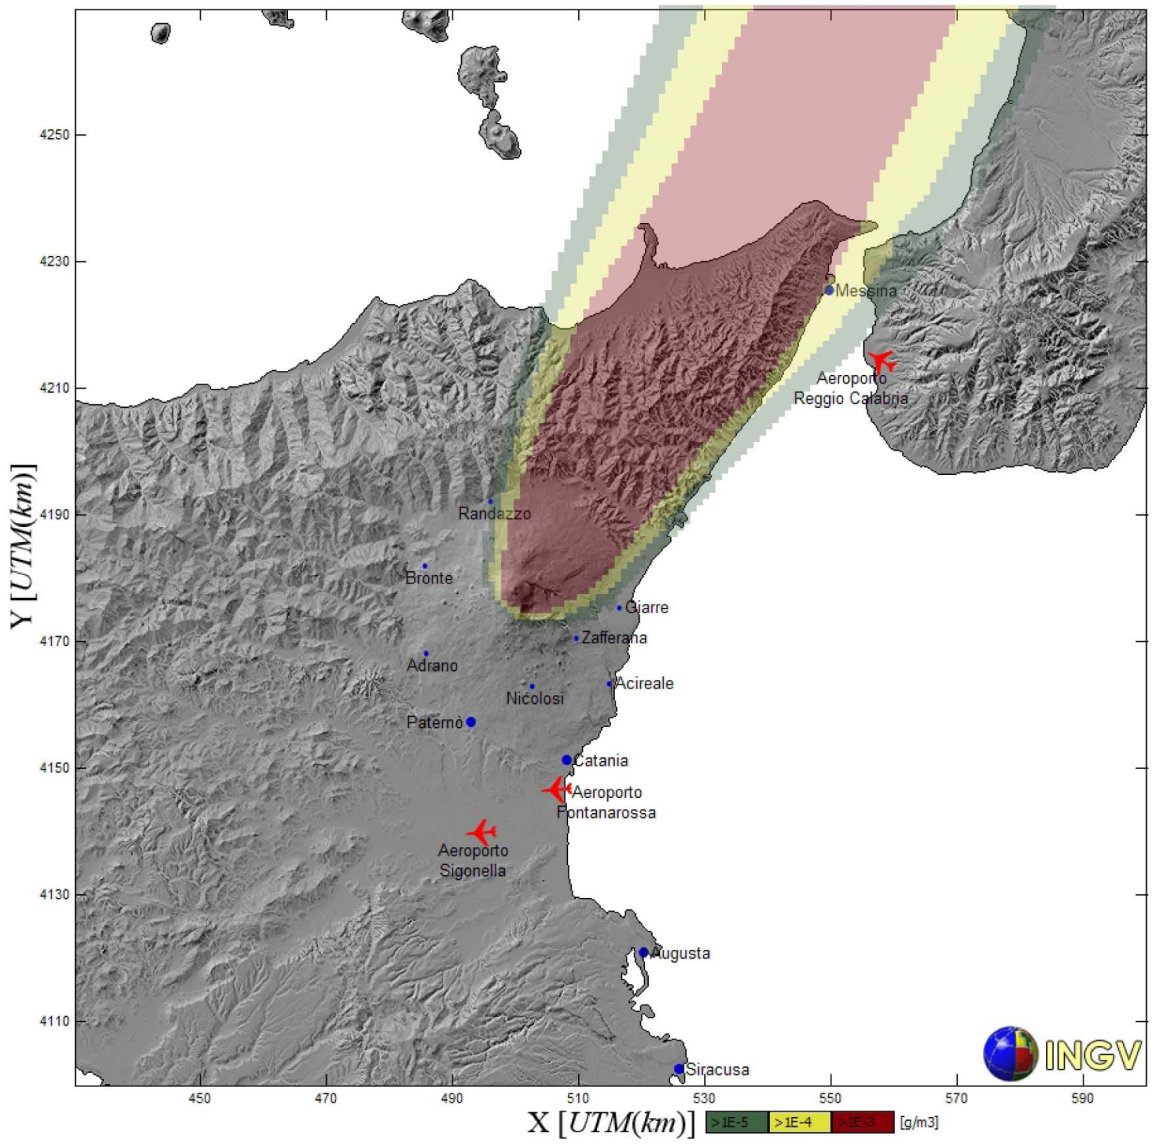 4250
4230
Messina
4210
Aeroporto
Reggio Calabria
Y [UTM(km)]
4190
Randazzo
Bronte
Giarre
4170
Zafferana
Adrano
Acireale
Nicolosi
Paternò
4150
Catania
Aeroporto
Fontanarossa
Aeroporto
Sigonella
4130
Augusta
4110
INGV
Siracusa
450 470 490 510 530 550 570 590
X [UTM(km)] >1E-5 >1E-4 >1E-3 [g/m3]